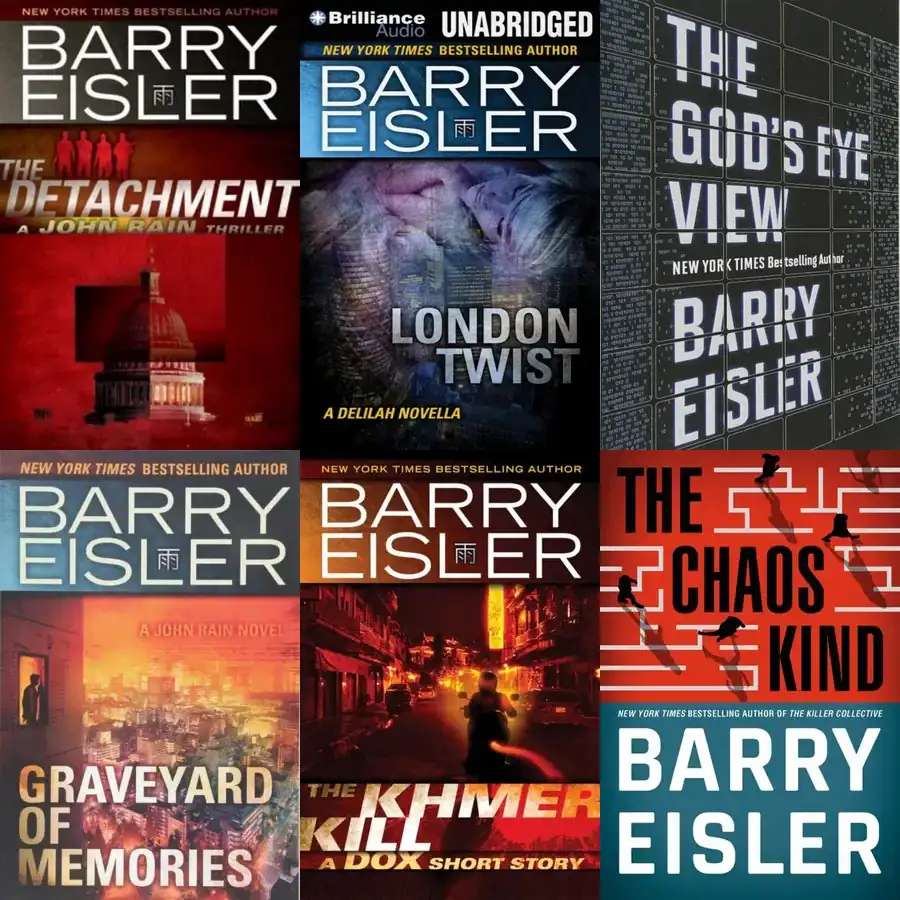 NEW YORK TIMES BESTSELLING AUTHOR
BARRY
EISLER
雨
THE
DETACHMENT
A JOHN RAIN THRILLER
Brilliance
Audio
UNABRIDGED
NEW YORK TIMES BESTSELLING AUTHOR
BARRY
EISLER
雨
LONDON
TWIST
A DELILAH NOVELLA
THE
GOD'S EYE
VIEW
NEW YORK TIMES Bestselling Author
BARRY
EISLER
NEW YORK TIMES BESTSELLING AUTHOR
BARRY
EISLER
雨
A JOHN RAIN NOVEL
GRAVEYARD
OF
MEMORIES
NEW YORK TIMES BESTSELLING AUTHOR
BARRY
EISLER
雨
THE KHMER
KILL
A DOX SHORT STORY
THE
CHAOS
KIND
NEW YORK TIMES BESTSELLING AUTHOR OF THE KILLER COLLECTIVE
BARRY
EISLER